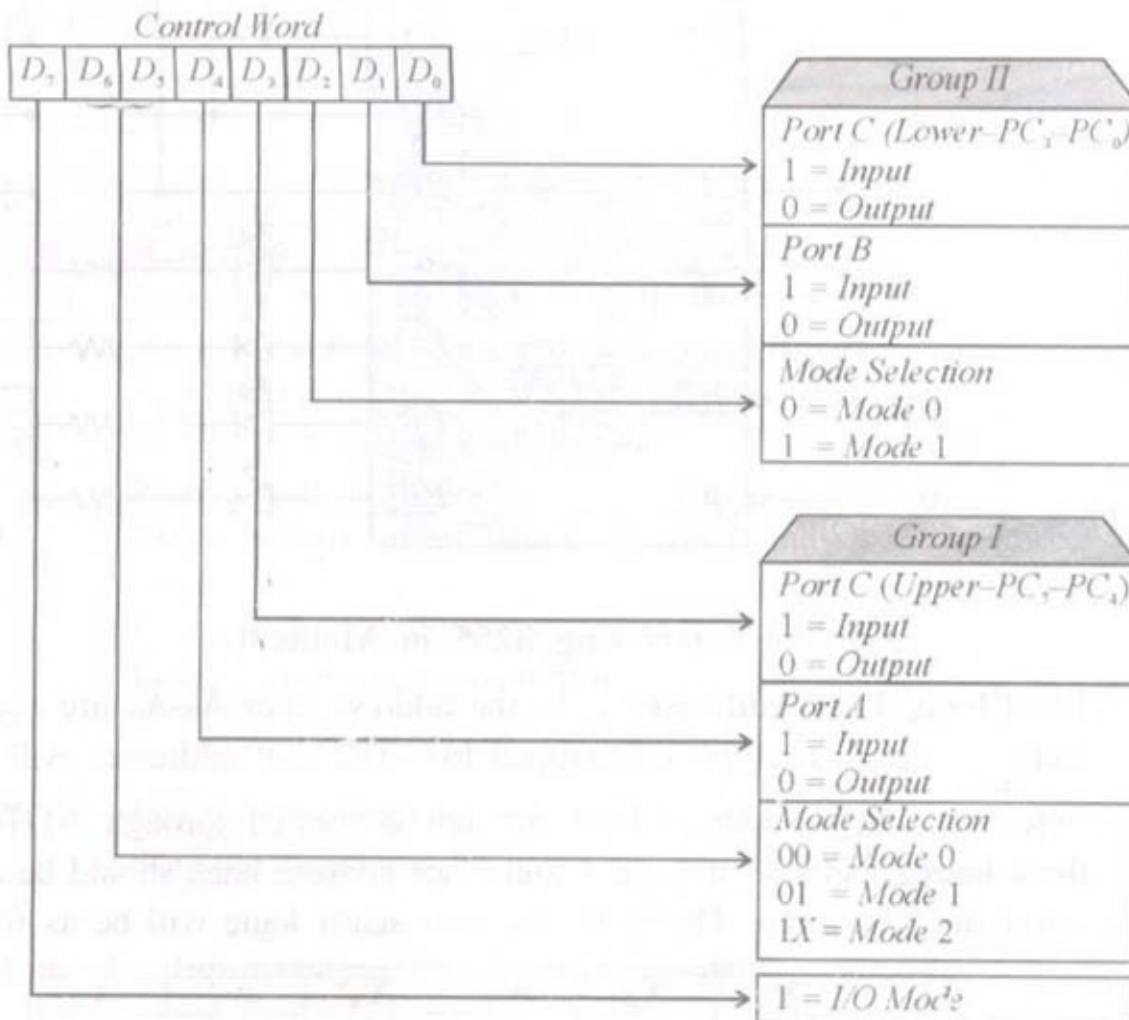 Control Word
D₇ D₆ D₅ D₄ D₃ D₂ D₁ D₀
Group II
Port C (Lower–PC₃–PC₀)
1 = Input
0 = Output
Port B
1 = Input
0 = Output
Mode Selection
0 = Mode 0
1 = Mode 1
Group I
Port C (Upper–PC₇–PC₄)
1 = Input
0 = Output
Port A
1 = Input
0 = Output
Mode Selection
00 = Mode 0
01 = Mode 1
1X = Mode 2
1 = I/O Mode